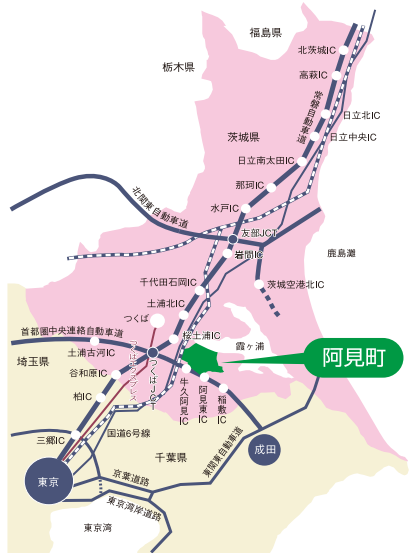 福島県
栃木県
北茨城IC
高萩IC
常磐自動車道
日立北IC
日立中央IC
茨城県
日立南太田IC
那珂IC
水戸IC
北関東自動車道
友部JCT
岩間IC
鹿島灘
千代田石岡IC
茨城空港北IC
土浦北IC
つくば
首都圏中央連絡自動車道
桜土浦IC
土浦古河IC
つくばエクスプレス
つくばJCT
霞ヶ浦
阿見町
埼玉県
谷和原IC
牛久阿見IC
阿見東IC
稲敷IC
柏IC
三郷IC
国道6号線
千葉県
東関東自動車道
成田
東京
京葉道路
東京湾岸道路
東京湾